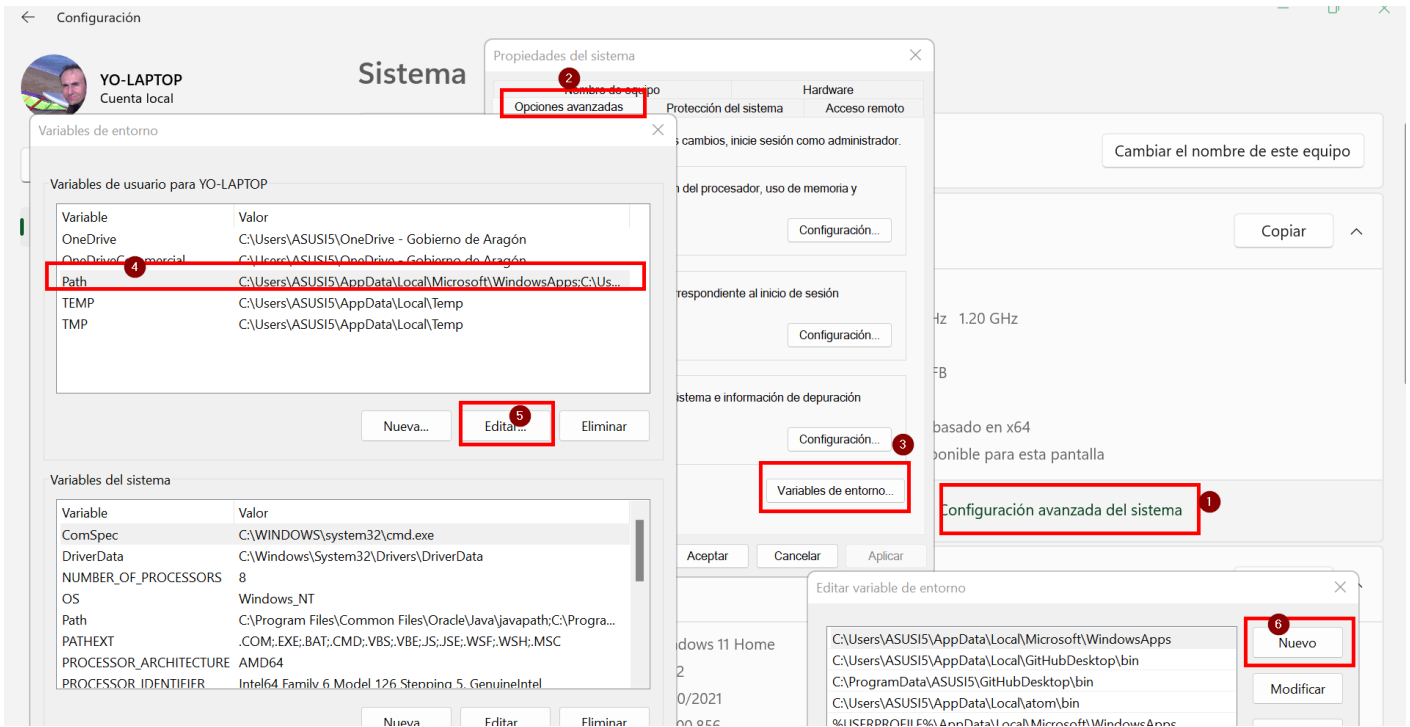 Configuración
YO-LAPTOP
Cuenta local
Sistema
Propiedades del sistema
2
Nombre de equipo
Hardware
Opciones avanzadas
Protección del sistema
Acceso remoto
s cambios, inicie sesión como administrador.
n del procesador, uso de memoria y
Configuración...
respondiente al inicio de sesión
Configuración...
istema e información de depuración
Configuración...
3
Variables de entorno...
Aceptar
Cancelar
Aplicar
Variables de entorno
Variables de usuario para YO-LAPTOP
Variable Valor
OneDrive C:\Users\ASUSI5\OneDrive - Gobierno de Aragón
OneDriveCommercial C:\Users\ASUSI5\OneDrive - Gobierno de Aragón
4
Path C:\Users\ASUSI5\AppData\Local\Microsoft\WindowsApps;C:\Us...
TEMP C:\Users\ASUSI5\AppData\Local\Temp
TMP C:\Users\ASUSI5\AppData\Local\Temp
Nueva...
Editar...
5
Eliminar
Variables del sistema
Variable Valor
ComSpec C:\WINDOWS\system32\cmd.exe
DriverData C:\Windows\System32\Drivers\DriverData
NUMBER_OF_PROCESSORS 8
OS Windows_NT
Path C:\Program Files\Common Files\Oracle\Java\javapath;C:\Progra...
PATHEXT .COM;.EXE;.BAT;.CMD;.VBS;.VBE;.JS;.JSE;.WSF;.WSH;.MSC
PROCESSOR_ARCHITECTURE AMD64
PROCESSOR_IDENTIFIER Intel64 Family 6 Model 126 Stepping 5, GenuineIntel
Nueva
Editar
Eliminar
Cambiar el nombre de este equipo
Copiar
Hz 1.20 GHz
FB
basado en x64
ponible para esta pantalla
Configuración avanzada del sistema
1
dows 11 Home
2
0/2021
00.856
Editar variable de entorno
C:\Users\ASUSI5\AppData\Local\Microsoft\WindowsApps
C:\Users\ASUSI5\AppData\Local\GitHubDesktop\bin
C:\ProgramData\ASUSI5\GitHubDesktop\bin
C:\Users\ASUSI5\AppData\Local\atom\bin
%USERPROFILE%\AppData\Local\Microsoft\WindowsApps
6
Nuevo
Modificar